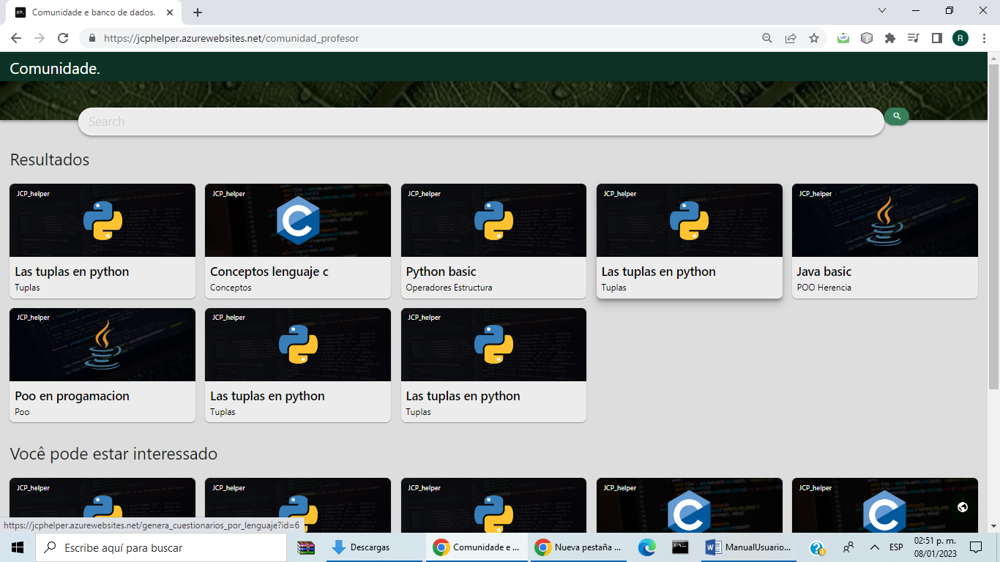 Comunidade e banco de dados.
https://jcphelper.azurewebsites.net/comunidad_profesor
R
Comunidade.
Search
Resultados
JCP_helper
JCP_helper
JCP_helper
JCP_helper
JCP_helper
Las tuplas en python
Conceptos lenguaje c
Python basic
Las tuplas en python
Java basic
Tuplas
Conceptos
Operadores Estructura
Tuplas
POO Herencia
JCP_helper
JCP_helper
JCP_helper
Poo en progamacion
Las tuplas en python
Las tuplas en python
Poo
Tuplas
Tuplas
Você pode estar interessado
JCP_helper
JCP_helper
JCP_helper
JCP_helper
JCP_helper
https://jcphelper.azurewebsites.net/genera_cuestionarios_por_lenguaje?id=6
Escribe aquí para buscar
Descargas
Comunidade e ...
Nueva pestaña ...
ManualUsuario...
ESP
02:51 p. m.
08/01/2023